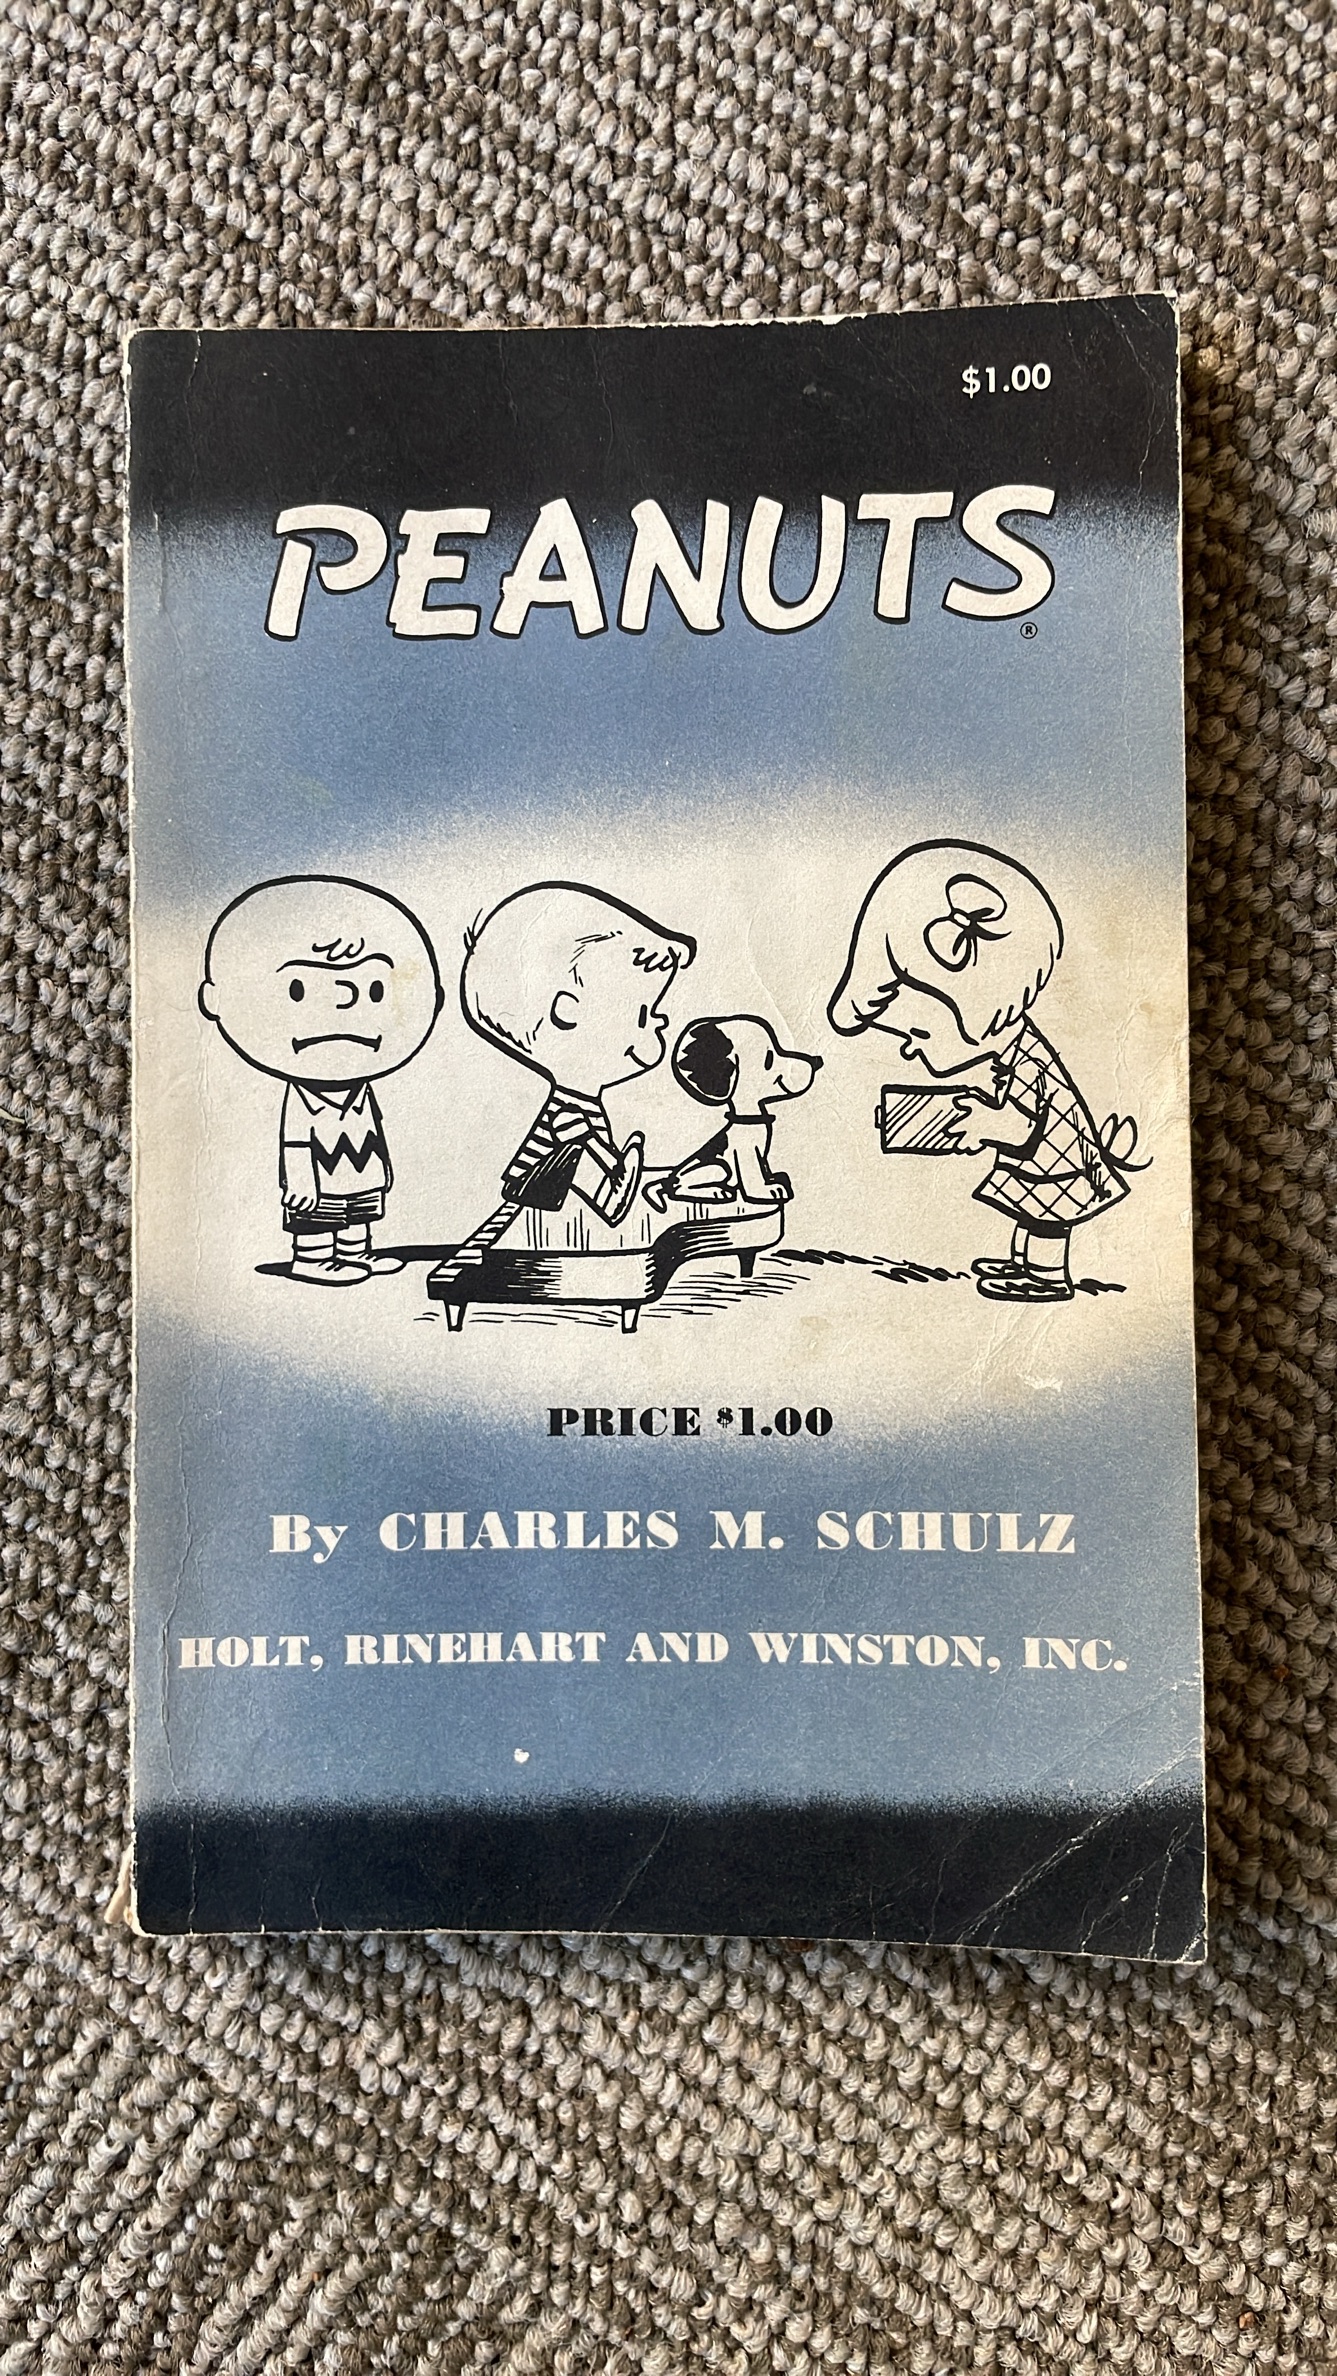 $1.00
PEANUTS®
PRICE $1.00
By CHARLES M. SCHULZ
HOLT, RINEHART AND WINSTON, INC.